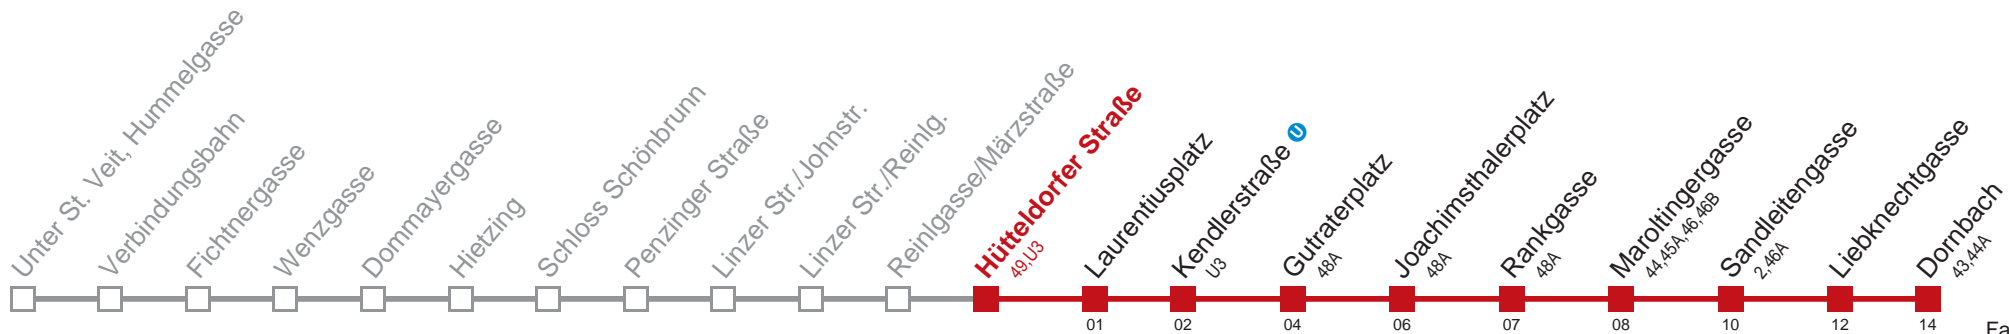 Unter St. Veit, Hummelgasse
Verbindungsbahn
Fichtnergasse
Wenzgasse
Dommayergasse
Hietzing
Schloss Schönbrunn
Penzinger Straße
Linzer Str./Johnstr.
Linzer Str./Reinlg.
Reinlgasse/Märzstraße
Hütteldorfer Straße
49,U3
Laurentiusplatz
01
Kendlerstraße U
U3
02
Gutraterplatz
48A
04
Joachimsthalerplatz
48A
06
Rankgasse
48A
07
Maroltingergasse
44,45A,46,46B
08
Sandleitengasse
2,46A
10
Liebknechtgasse
12
Dornbach
43,44A
14
Fa